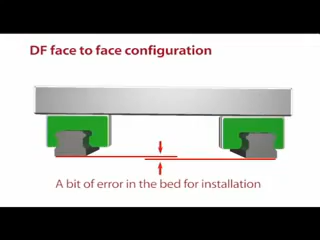 DF face to face configuration
A bit of error in the bed for installation